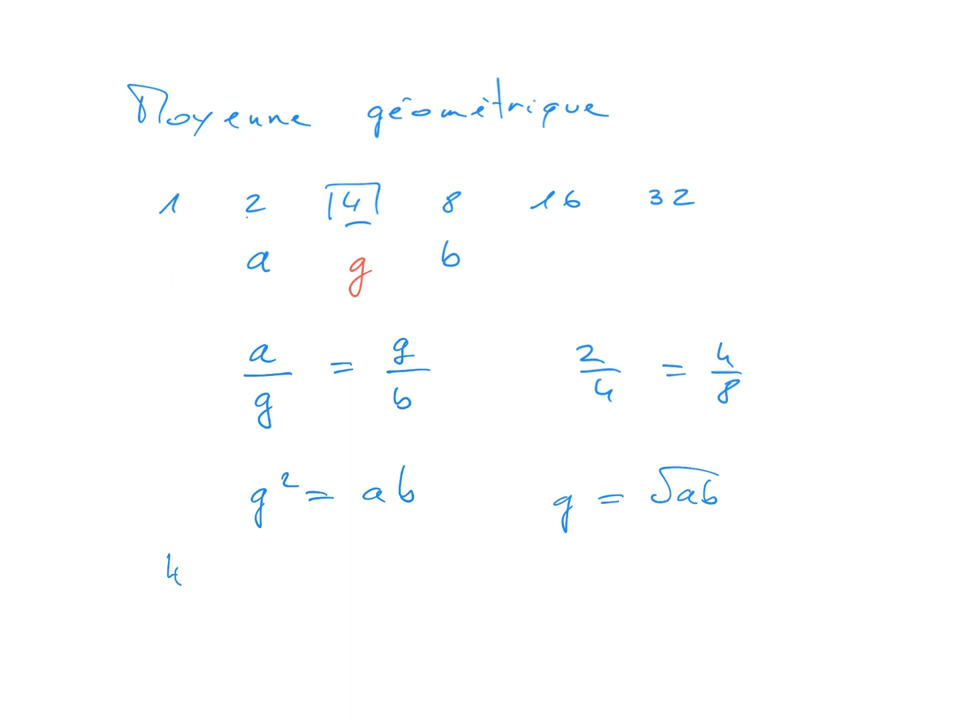 Moyenne géométrique
1 2 4 8 16 32
a g b
a/g = g/b 2/4 = 4/8
g² = ab g = √ab
4